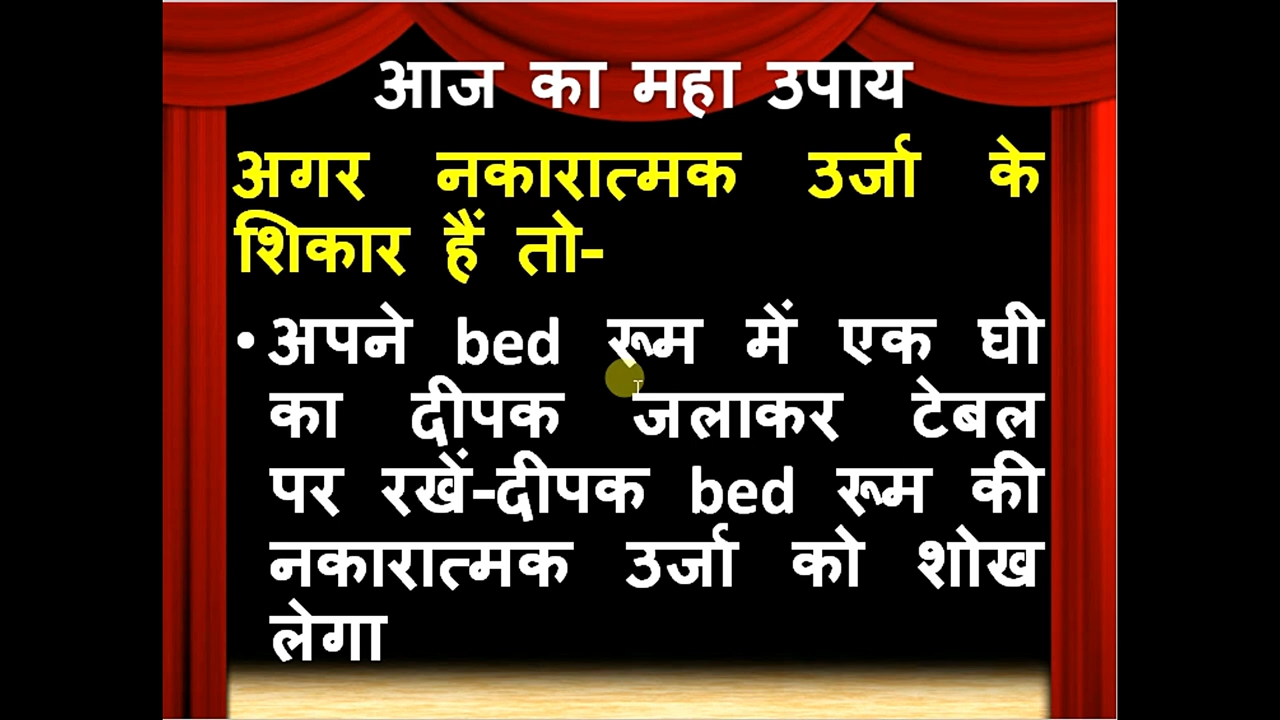 आज का महा उपाय
अगर नकारात्मक उर्जा के
शिकार हैं तो-
• अपने bed रूम में एक घी
का दीपक जलाकर टेबल
पर रखें-दीपक bed रूम की
नकारात्मक उर्जा को शोख
लेगा